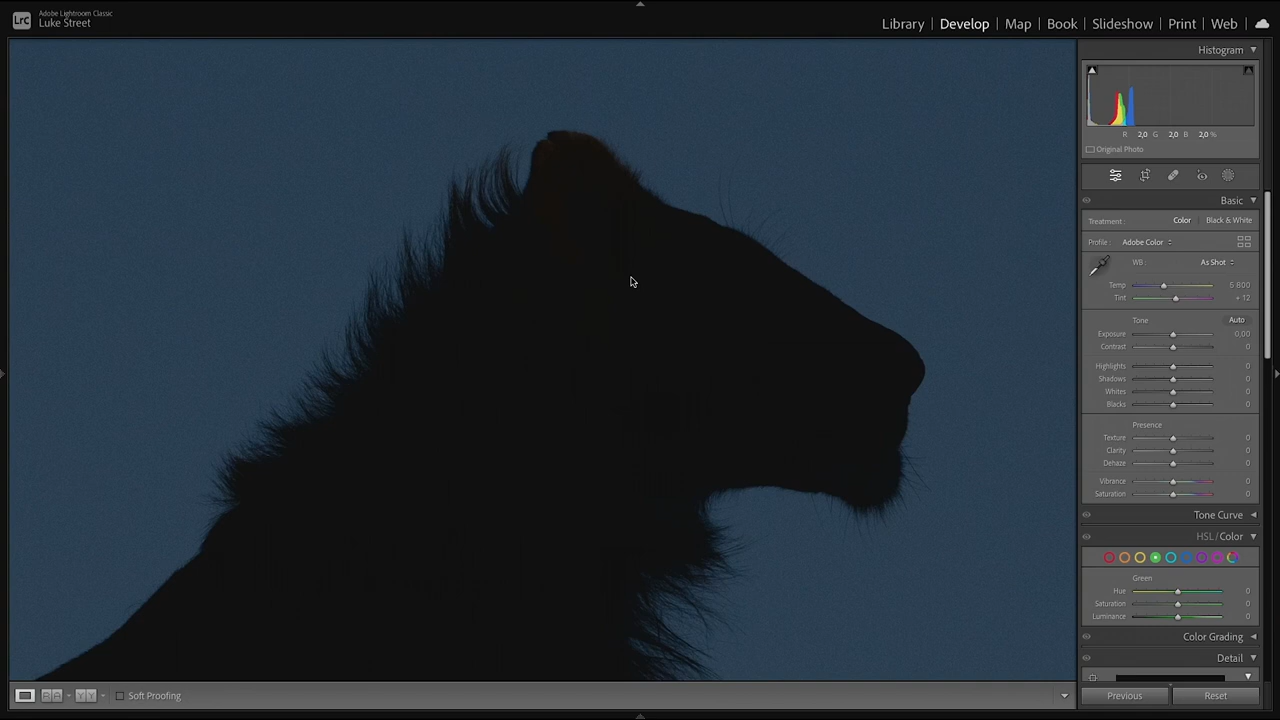 Adobe Lightroom Classic
Luke Street
LrC
Library | Develop | Map | Book | Slideshow | Print | Web
Histogram
R 2,0 G 2,0 B 2,0 %
Original Photo
Basic
Treatment: Color Black & White
Profile: Adobe Color
WB: As Shot
Temp 5 800
Tint + 12
Tone Auto
Exposure 0,00
Contrast 0
Highlights 0
Shadows 0
Whites 0
Blacks 0
Presence
Texture 0
Clarity 0
Dehaze 0
Vibrance 0
Saturation 0
Tone Curve
HSL / Color
Green
Hue 0
Saturation 0
Luminance 0
Color Grading
Detail
Soft Proofing
Previous Reset